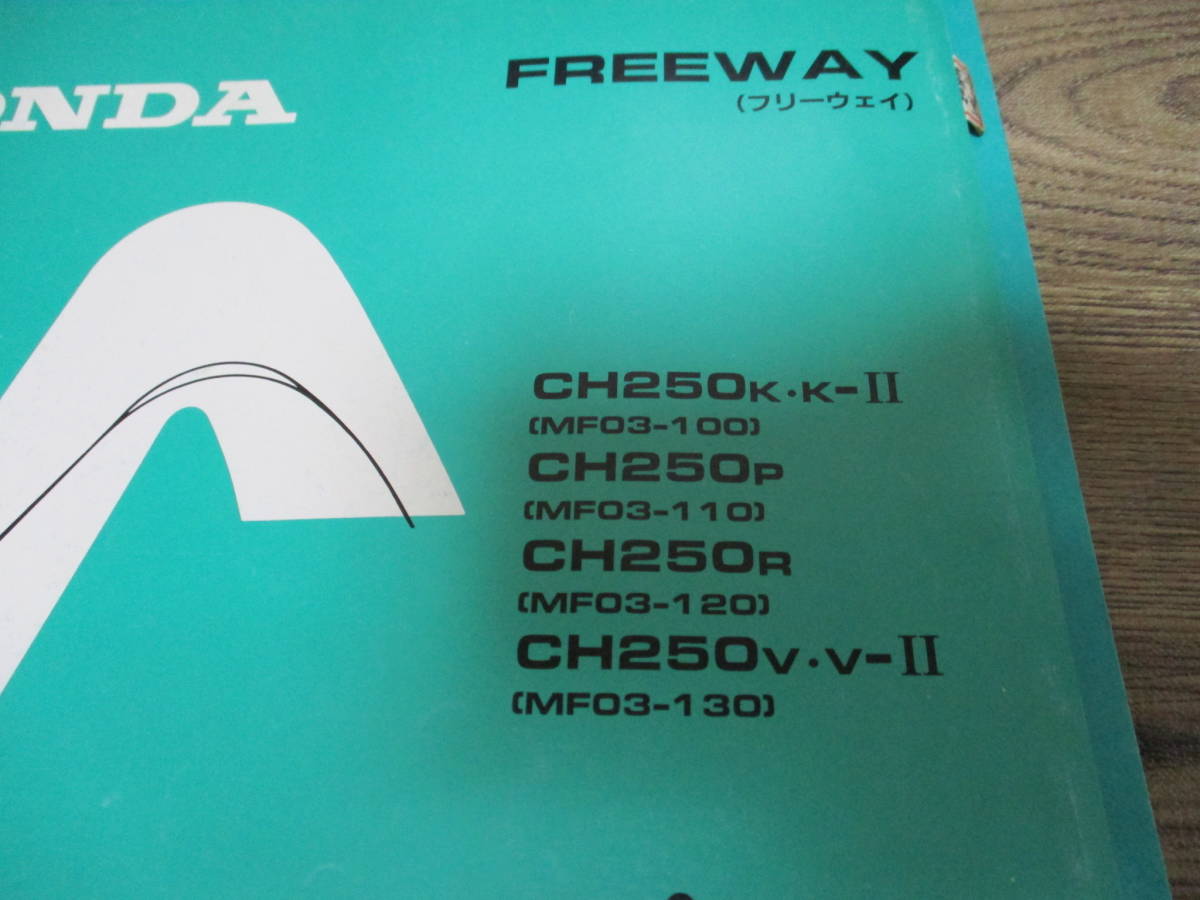 ONDA
FREEWAY
(フリーウェイ)
CH250K・K-II
(MF03-100)
CH250P
(MF03-110)
CH250R
(MF03-120)
CH250V・V-II
(MF03-130)